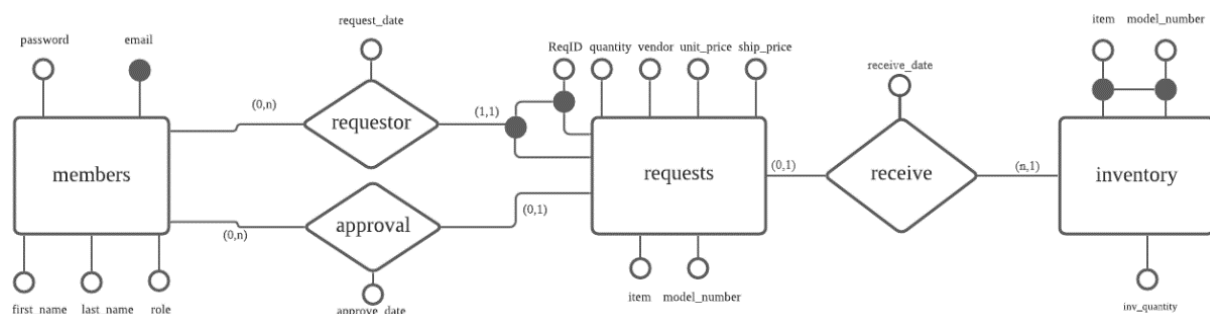 request_date
item model_number
password email
ReqID quantity vendor unit_price ship_price
receive_date
(0,n) requestor (1,1)
members requests (0,1) receive (n,1) inventory
(0,n) approval (0,1)
first_name last_name role
approve_date
item model_number
inv_quantity